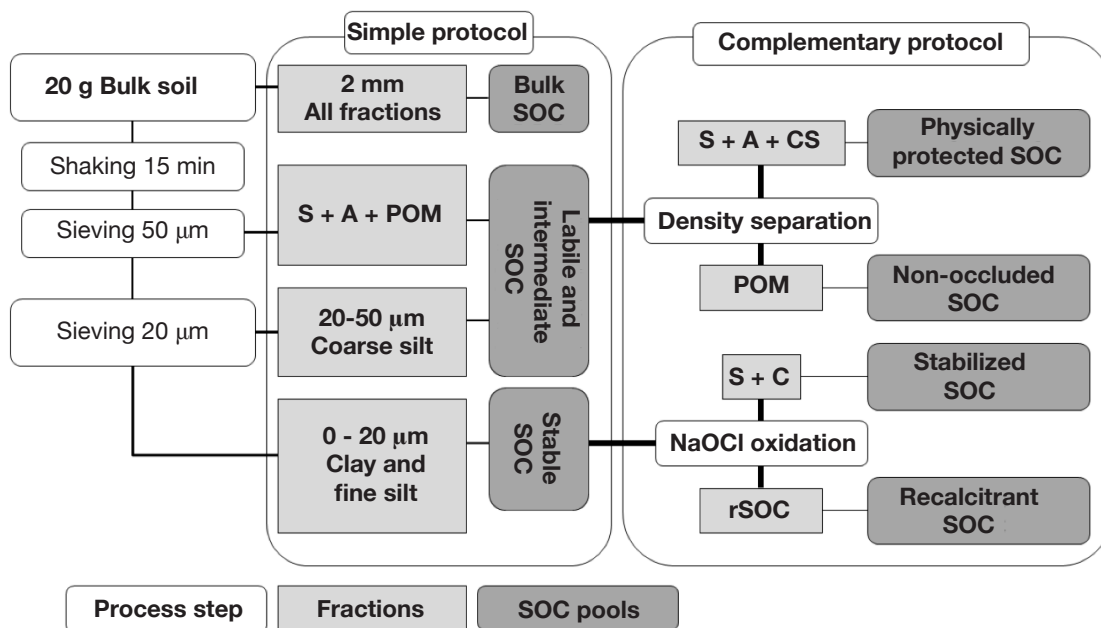 Simple protocol
Complementary protocol
20 g Bulk soil
Shaking 15 min
Sieving 50 µm
Sieving 20 µm
2 mm
All fractions
Bulk
SOC
S + A + POM
20-50 µm
Coarse silt
Labile and
intermediate
SOC
0 - 20 µm
Clay and
fine silt
Stable
SOC
S + A + CS
Physically
protected SOC
Density separation
POM
Non-occluded
SOC
S + C
Stabilized
SOC
NaOCl oxidation
rSOC
Recalcitrant
SOC
Process step
Fractions
SOC pools